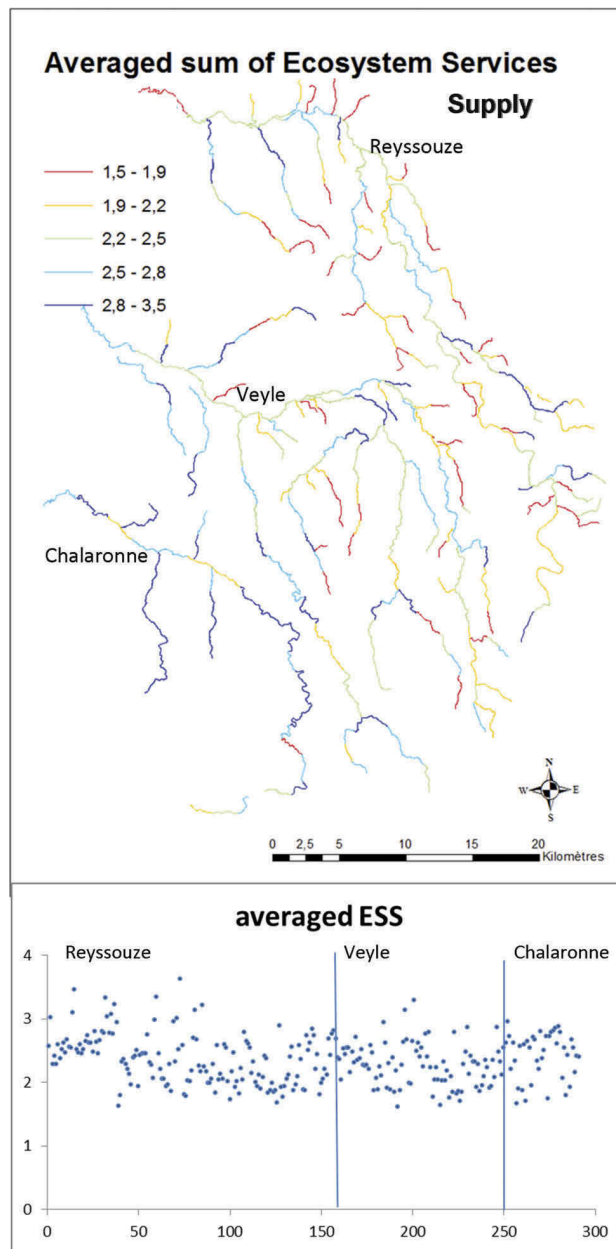 Averaged sum of Ecosystem Services
Supply
Reyssouze
1,5 - 1,9
1,9 - 2,2
2,2 - 2,5
2,5 - 2,8
2,8 - 3,5
Veyle
Chalaronne
N
W E
S
0 2,5 5 10 15 20
Kilomètres
averaged ESS
Reyssouze Veyle Chalaronne
4
3
2
1
0
0 50 100 150 200 250 300